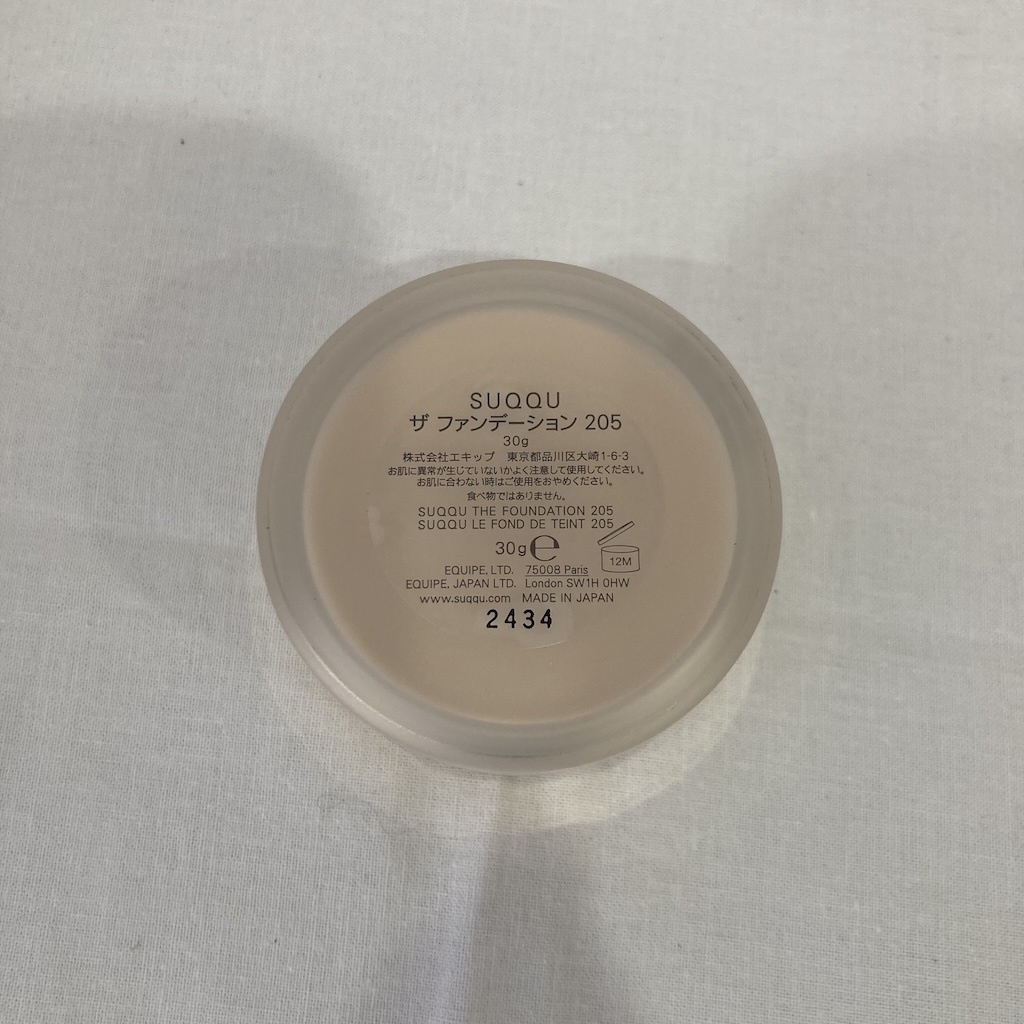 SUQQU
ザ ファンデーション 205
30g
株式会社エキップ 東京都品川区大崎1-6-3
お肌に異常が生じていないかよく注意して使用してください。
お肌に合わない時はご使用をおやめください。
食べ物ではありません。
SUQQU THE FOUNDATION 205
SUQQU LE FOND DE TEINT 205
30g e 12M
EQUIPE, LTD. 75008 Paris
EQUIPE, JAPAN LTD. London SW1H 0HW
www.suqqu.com MADE IN JAPAN
2434